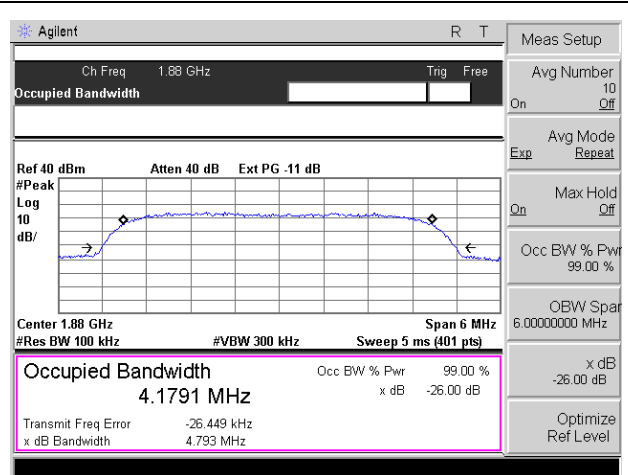 Agilent R T
Ch Freq 1.88 GHz Trig Free
Occupied Bandwidth
Ref 40 dBm Atten 40 dB Ext PG -11 dB
#Peak
Log
10
dB/
Center 1.88 GHz Span 6 MHz
#Res BW 100 kHz #VBW 300 kHz Sweep 5 ms (401 pts)
Occupied Bandwidth
4.1791 MHz
Occ BW % Pwr 99.00 %
x dB -26.00 dB
Transmit Freq Error -26.449 kHz
x dB Bandwidth 4.793 MHz
Meas Setup
Avg Number
10
On Off
Avg Mode
Exp Repeat
Max Hold
On Off
Occ BW % Pwr
99.00 %
OBW Span
6.00000000 MHz
x dB
-26.00 dB
Optimize
Ref Level